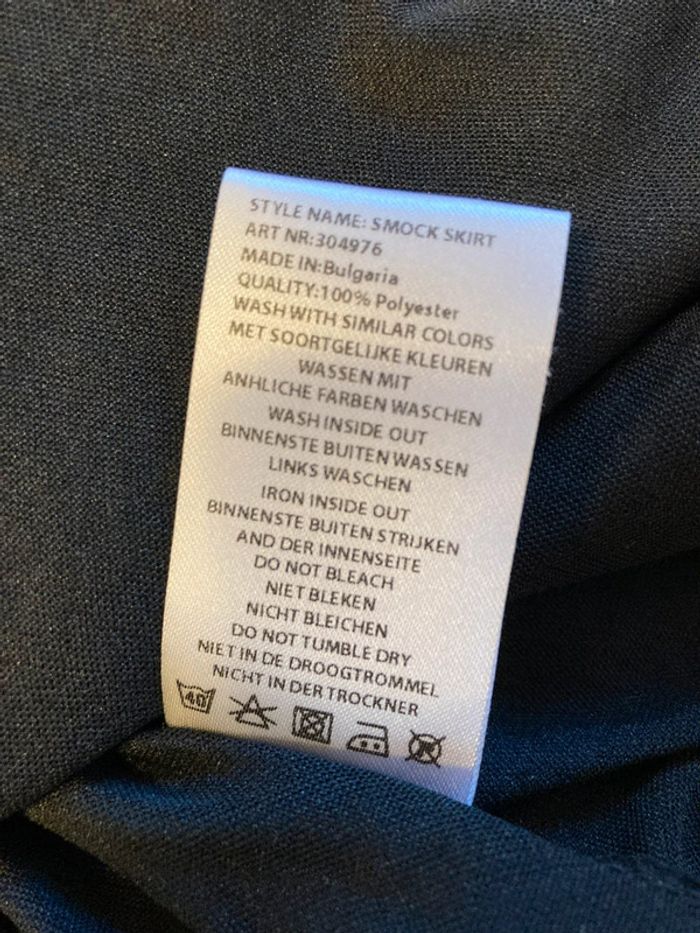 STYLE NAME: SMOCK SKIRT
ART NR:304976
MADE IN:Bulgaria
QUALITY:100% Polyester
WASH WITH SIMILAR COLORS
MET SOORTGELIJKE KLEUREN
WASSEN MIT
ANHLICHE FARBEN WASCHEN
WASH INSIDE OUT
BINNENSTE BUITEN WASSEN
LINKS WASCHEN
IRON INSIDE OUT
BINNENSTE BUITEN STRIJKEN
AND DER INNENSEITE
DO NOT BLEACH
NIET BLEKEN
NICHT BLEICHEN
DO NOT TUMBLE DRY
NIET IN DE DROOGTROMMEL
NICHT IN DER TROCKNER
40